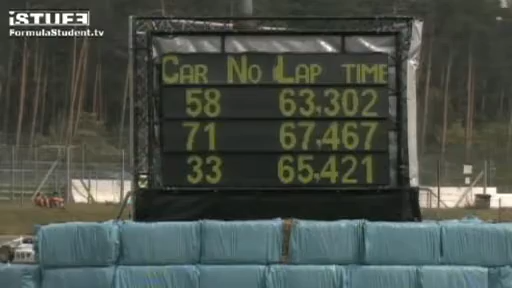 iSTUFF
FormulaStudent.tv
CAR NO LAP TIME
58 63,302
71 67,467
33 65,421